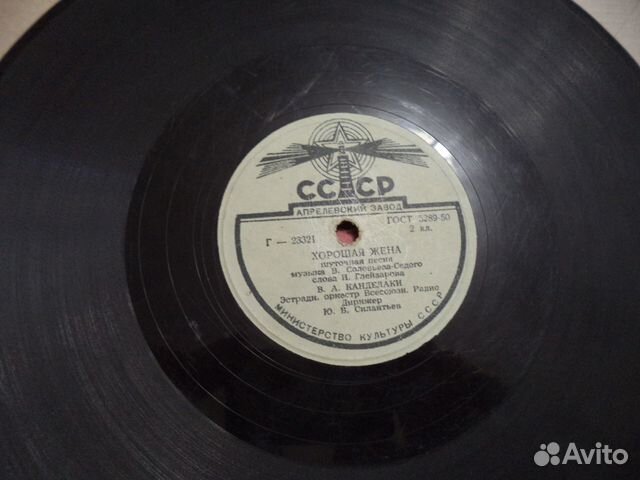 СССР
АПРЕЛЕВСКИЙ ЗАВОД
ГОСТ 5289-50
Г — 23321
2 кл.
ХОРОШАЯ ЖЕНА
шуточная песня
музыка В. Соловьева-Седого
слова И. Глейзарова
В. А. КАНДЕЛАКИ
Эстрадн. оркестр Всесоюзн. Радио
Дирижер
Ю. В. Силантьев
МИНИСТЕРСТВО КУЛЬТУРЫ СССР
Avito